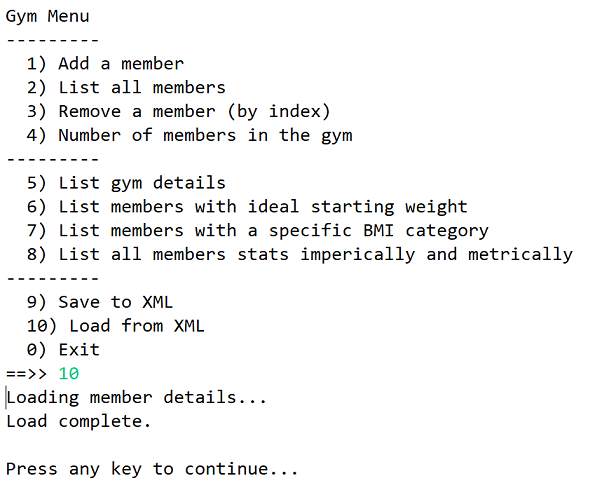 Gym Menu
---------
1) Add a member
2) List all members
3) Remove a member (by index)
4) Number of members in the gym
---------
5) List gym details
6) List members with ideal starting weight
7) List members with a specific BMI category
8) List all members stats imperically and metrically
---------
9) Save to XML
10) Load from XML
0) Exit
==>> 10
Loading member details...
Load complete.
Press any key to continue...